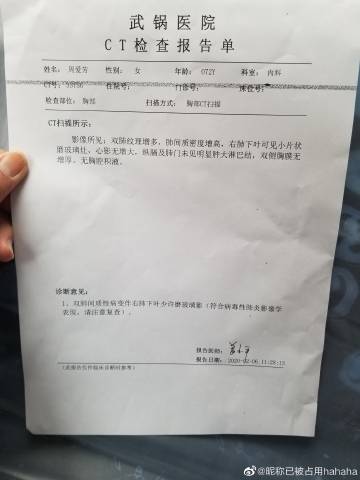 武锅医院
CT检查报告单
姓名：周爱芳 性别：女 年龄：072Y 科室：内科
CT号： 住院号： 门诊号： 床位号：
检查部位：胸部 扫描方式：胸部CT扫描
CT扫描所示：
影像所见：双肺纹理增多，肺间质密度增高，右肺下叶可见小片状
磨玻璃灶，心影无增大，纵隔及肺门未见明显肿大淋巴结，双侧胸膜无
增厚。无胸腔积液。
诊断意见：
1、双肺间质性病变伴右肺下叶少许磨玻璃影（符合病毒性肺炎影像学
表现，请注意复查）。
报告医师：
报告日期：2020-02-06 11:28:15
（此报告仅作临床诊断时参考）
@昵称已被占用hahaha